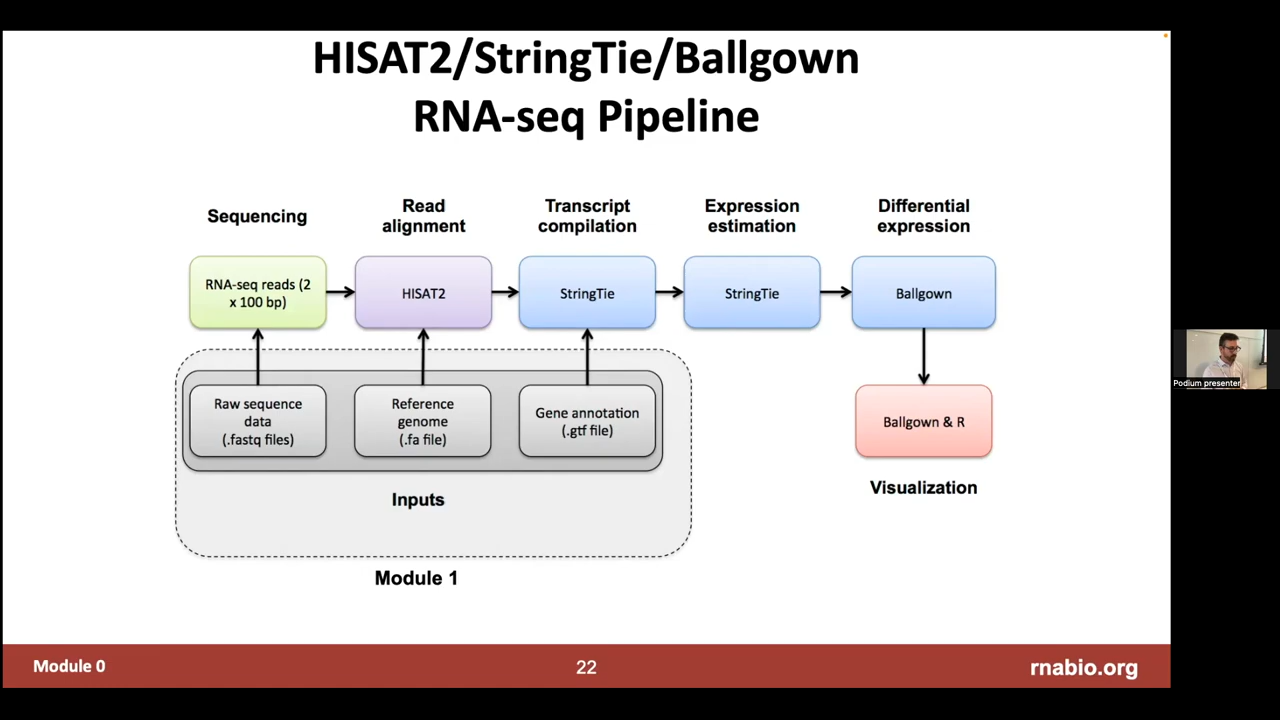 HISAT2/StringTie/Ballgown
RNA-seq Pipeline
Sequencing
Read
alignment
Transcript
compilation
Expression
estimation
Differential
expression
RNA-seq reads (2
x 100 bp)
HISAT2
StringTie
StringTie
Ballgown
Raw sequence
data
(.fastq files)
Reference
genome
(.fa file)
Gene annotation
(.gtf file)
Ballgown & R
Inputs
Visualization
Module 1
Module 0
22
rnabio.org
Podium presenter